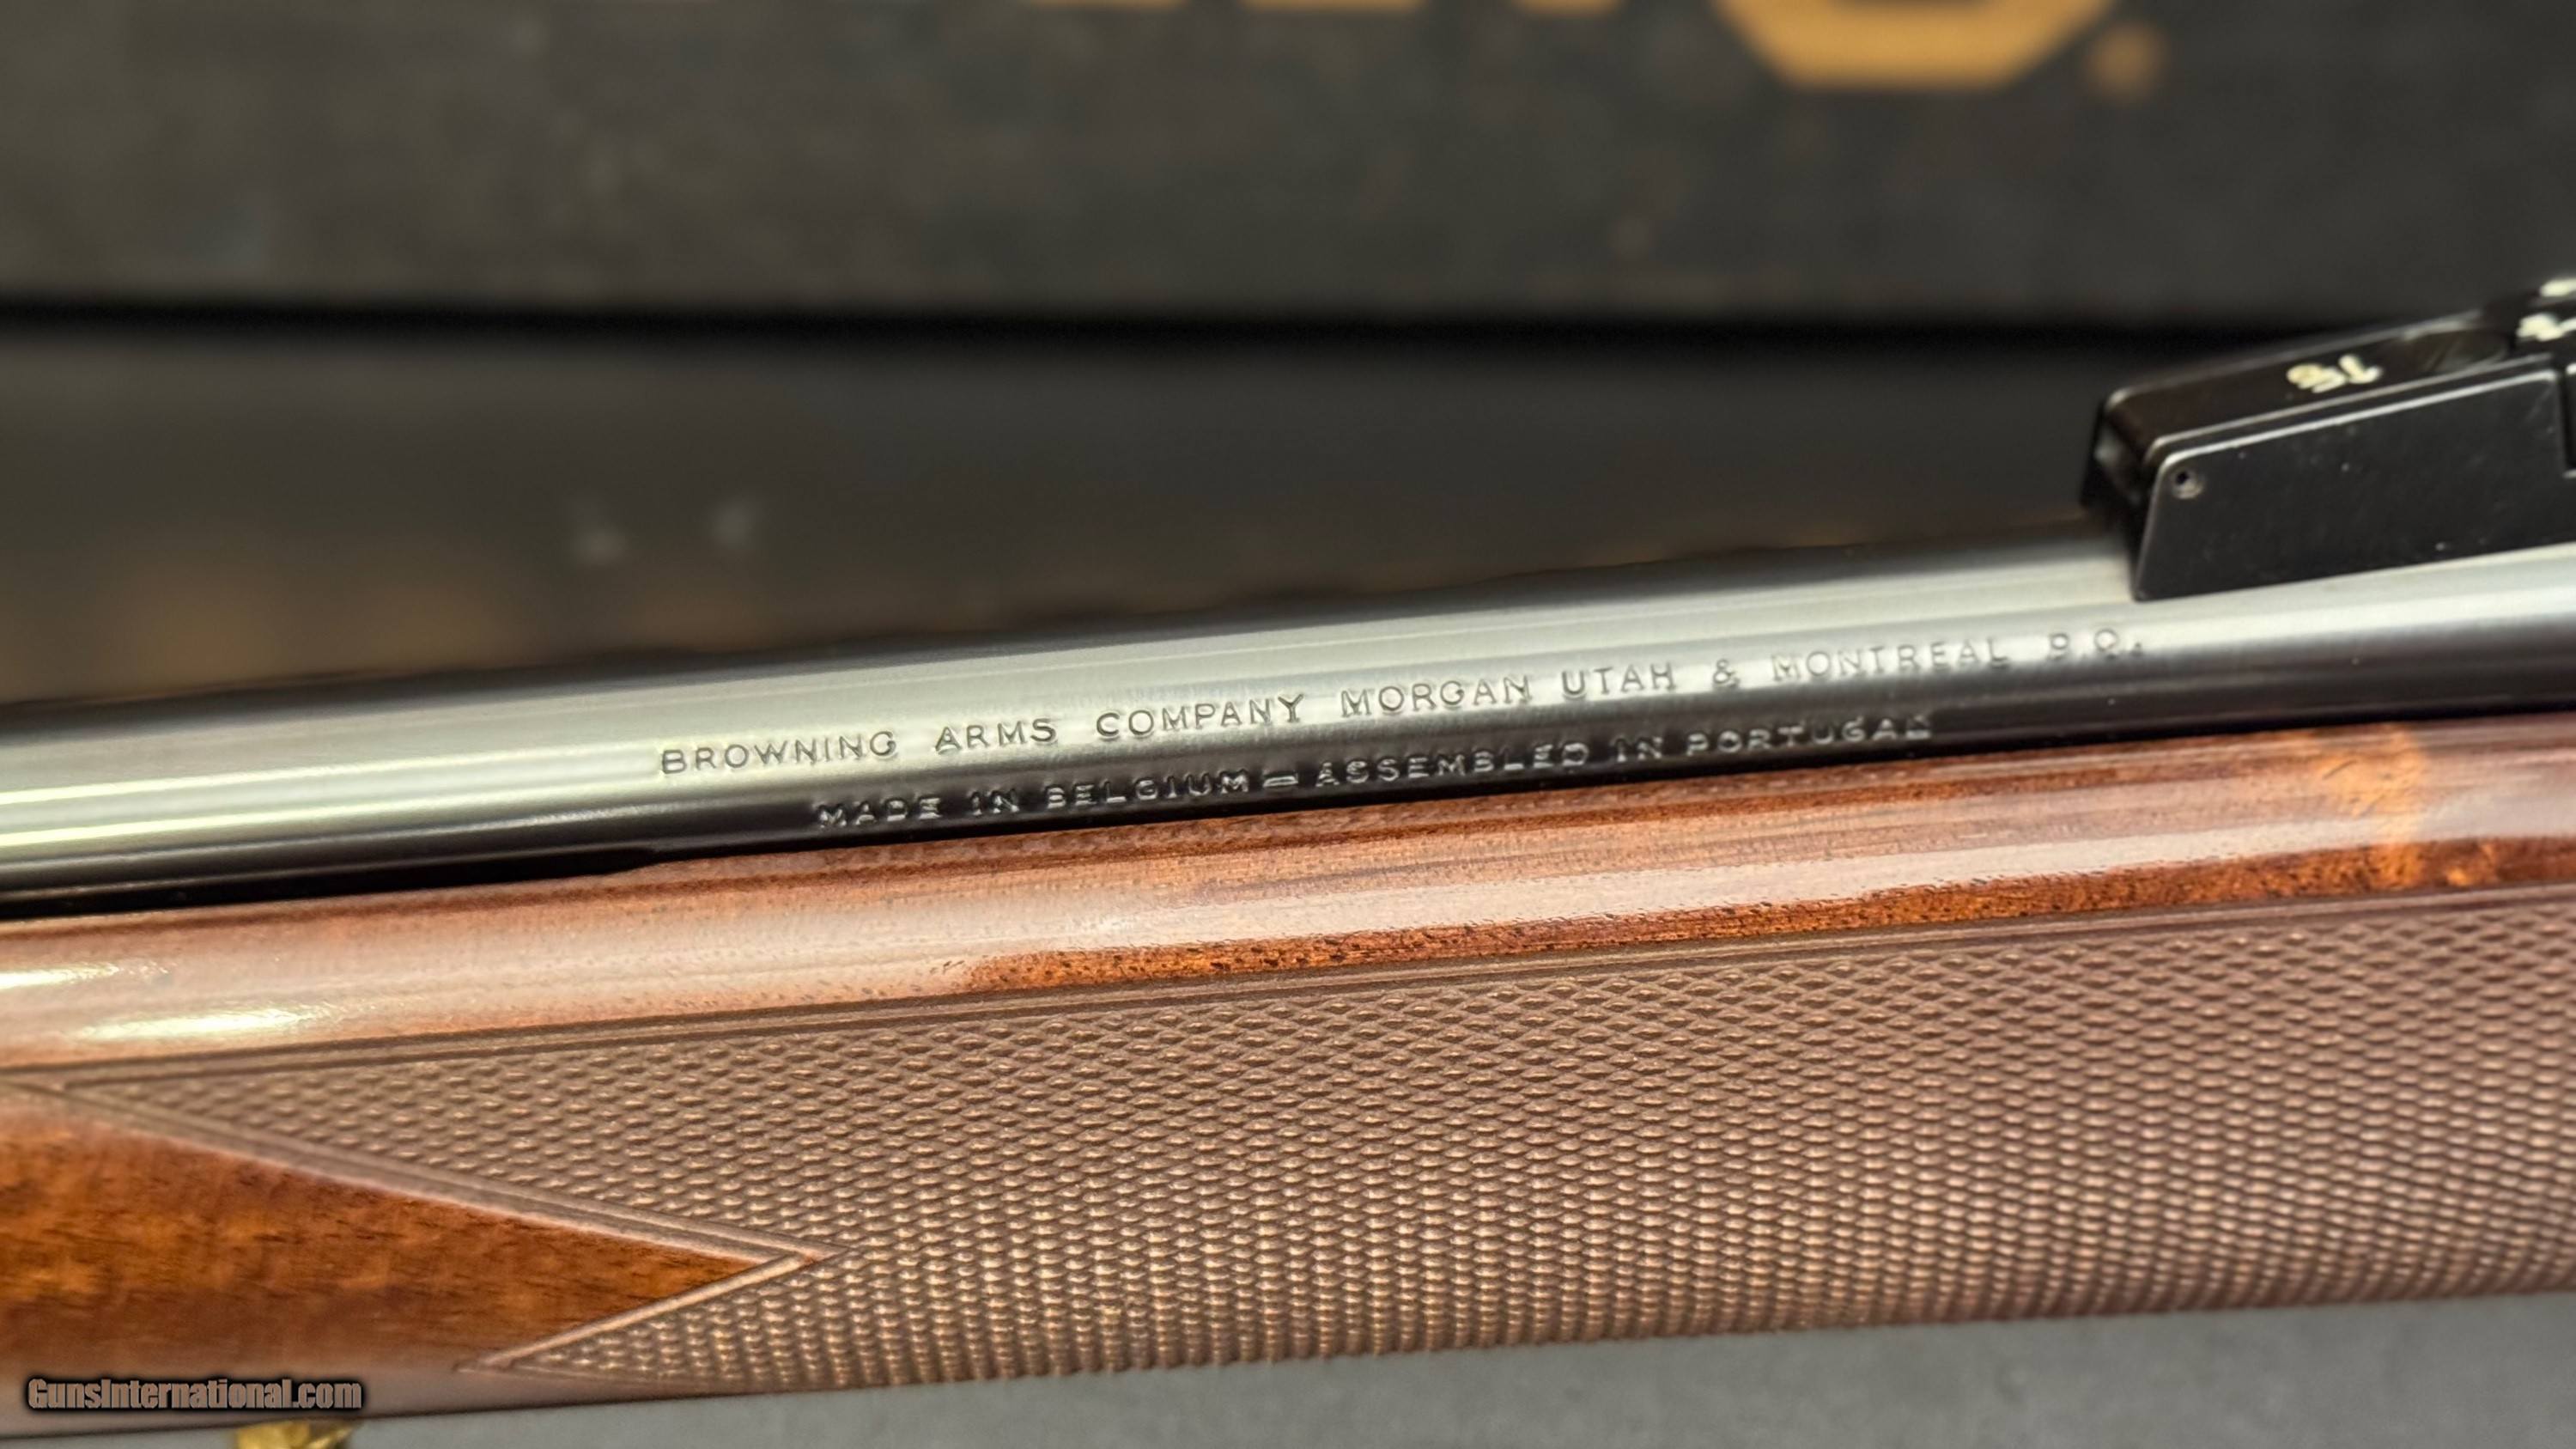 BROWNING ARMS COMPANY MORGAN UTAH & MONTREAL P.Q.
MADE IN BELGIUM — ASSEMBLED IN PORTUGAL
GunsInternational.com